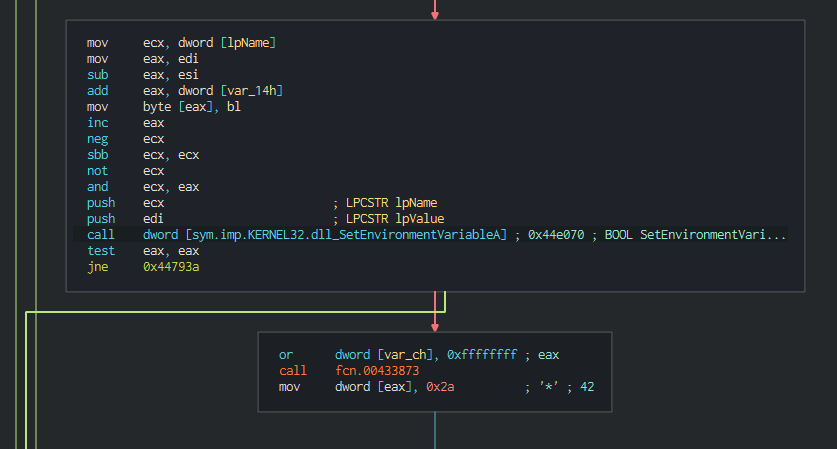 mov ecx, dword [lpName]
mov eax, edi
sub eax, esi
add eax, dword [var_14h]
mov byte [eax], bl
inc eax
neg ecx
sbb ecx, ecx
not ecx
and ecx, eax
push ecx ; LPCSTR lpName
push edi ; LPCSTR lpValue
call dword [sym.imp.KERNEL32.dll_SetEnvironmentVariableA] ; 0x44e070 ; BOOL SetEnvironmentVari...
test eax, eax
jne 0x44793a
or dword [var_ch], 0xffffffff ; eax
call fcn.00433873
mov dword [eax], 0x2a ; '*' ; 42